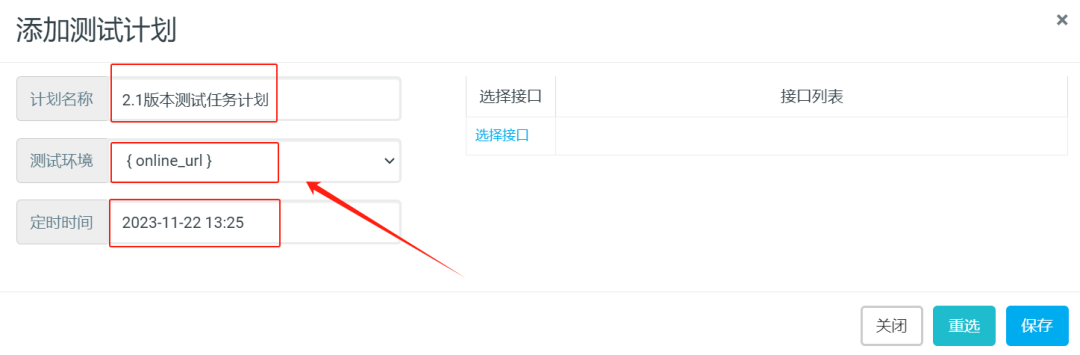 添加测试计划
×
计划名称 2.1版本测试任务计划
测试环境 { online_url }
定时时间 2023-11-22 13:25
选择接口 接口列表
选择接口
关闭 重选 保存